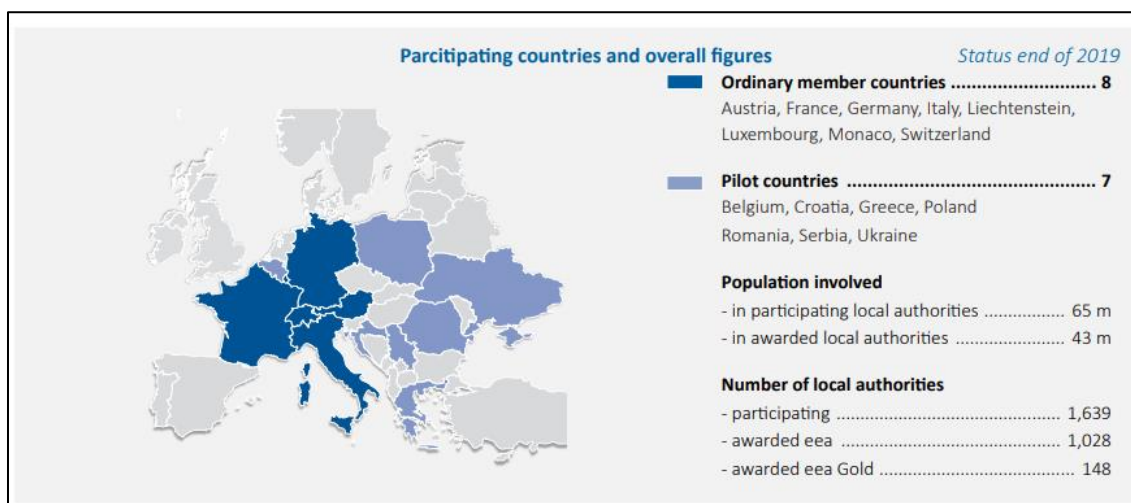 Parcitipating countries and overall figures
Status end of 2019
Ordinary member countries .......................... 8
Austria, France, Germany, Italy, Liechtenstein,
Luxembourg, Monaco, Switzerland
Pilot countries ................................................ 7
Belgium, Croatia, Greece, Poland
Romania, Serbia, Ukraine
Population involved
- in participating local authorities ................ 65 m
- in awarded local authorities ..................... 43 m
Number of local authorities
- participating ............................................ 1,639
- awarded eea ............................................ 1,028
- awarded eea Gold ....................................... 148